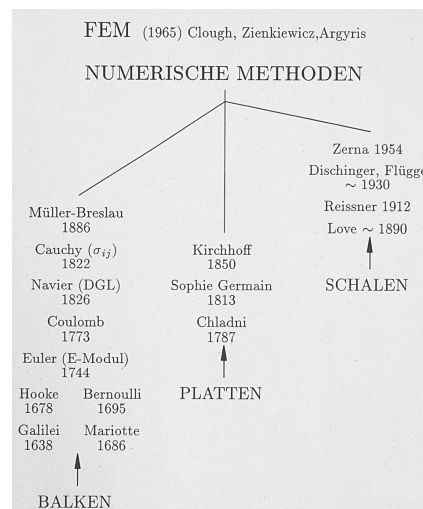 FEM (1965) Clough, Zienkiewicz,Argyris
NUMERISCHE METHODEN
Müller-Breslau
1886
Cauchy (σij)
1822
Navier (DGL)
1826
Coulomb
1773
Euler (E-Modul)
1744
Hooke Bernoulli
1678 1695
Galilei Mariotte
1638 1686
BALKEN
Kirchhoff
1850
Sophie Germain
1813
Chladni
1787
PLATTEN
Zerna 1954
Dischinger, Flügge
~ 1930
Reissner 1912
Love ~ 1890
SCHALEN